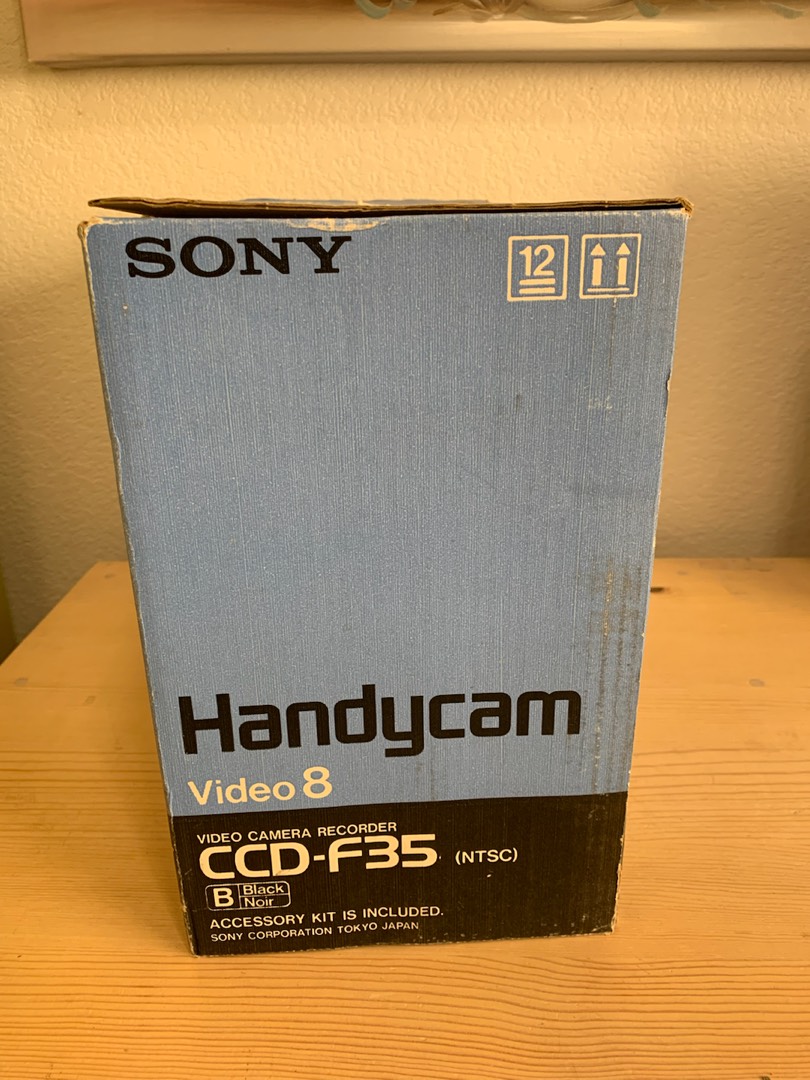 SONY
12
Handycam
Video 8
VIDEO CAMERA RECORDER
CCD-F35 (NTSC)
B Black
Noir
ACCESSORY KIT IS INCLUDED.
SONY CORPORATION TOKYO JAPAN